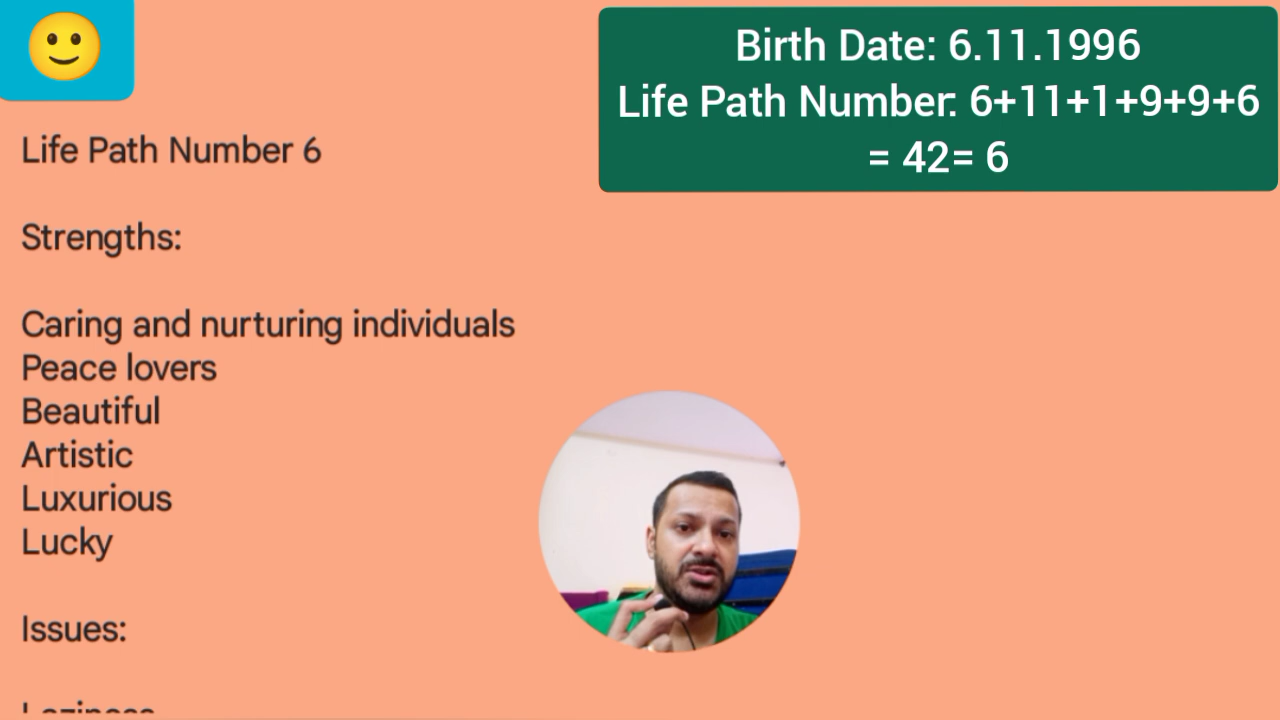 Birth Date: 6.11.1996
Life Path Number: 6+11+1+9+9+6
= 42= 6
Life Path Number 6
Strengths:
Caring and nurturing individuals
Peace lovers
Beautiful
Artistic
Luxurious
Lucky
Issues:
Laziness